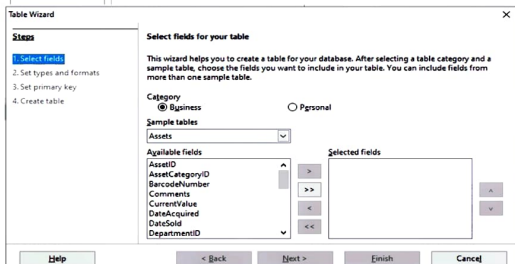 Table Wizard
Steps
1. Select fields
2. Set types and formats
3. Set primary key
4. Create table
Select fields for your table
This wizard helps you to create a table for your database. After selecting a table category and a
sample table, choose the fields you want to include in your table. You can include fields from
more than one sample table.
Category
Business
Personal
Sample tables
Assets
Available fields
AssetID
AssetCategoryID
BarcodeNumber
Comments
CurrentValue
DateAcquired
DateSold
DepartmentID
>
>>
<
<<
Selected fields
Help
< Back
Next >
Finish
Cancel